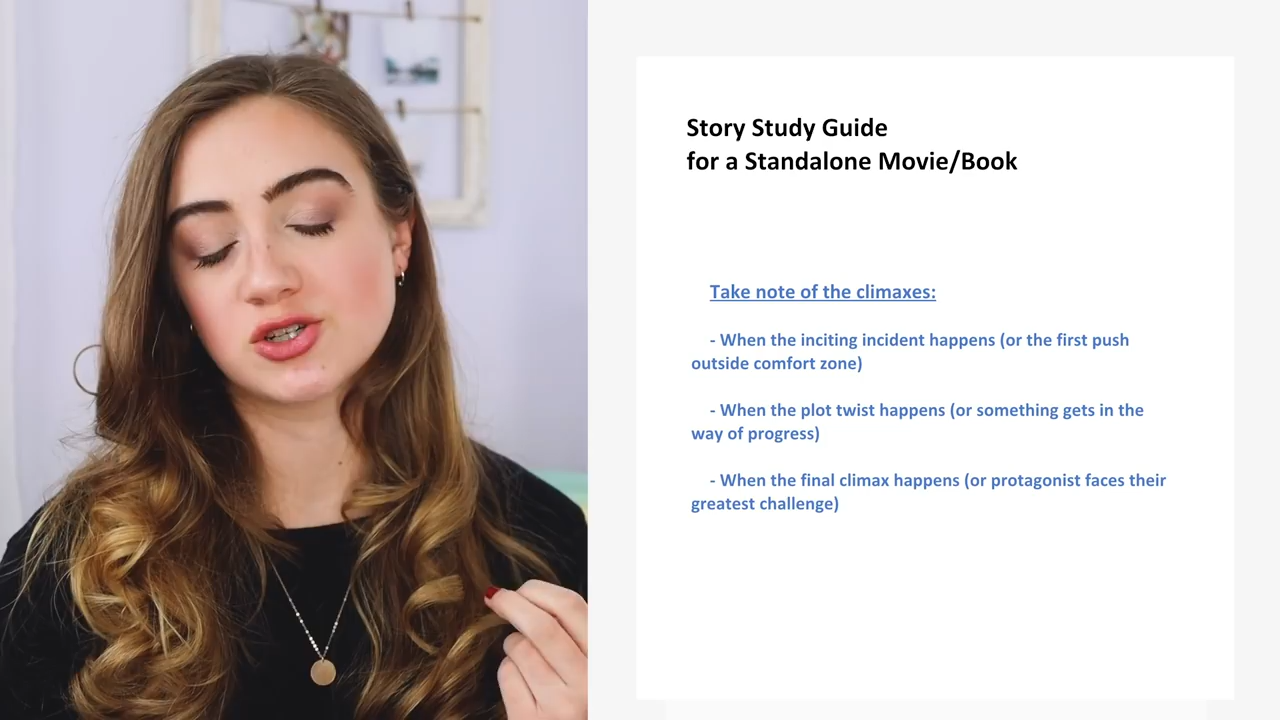 Story Study Guide
for a Standalone Movie/Book
Take note of the climaxes:
- When the inciting incident happens (or the first push
outside comfort zone)
- When the plot twist happens (or something gets in the
way of progress)
- When the final climax happens (or protagonist faces their
greatest challenge)